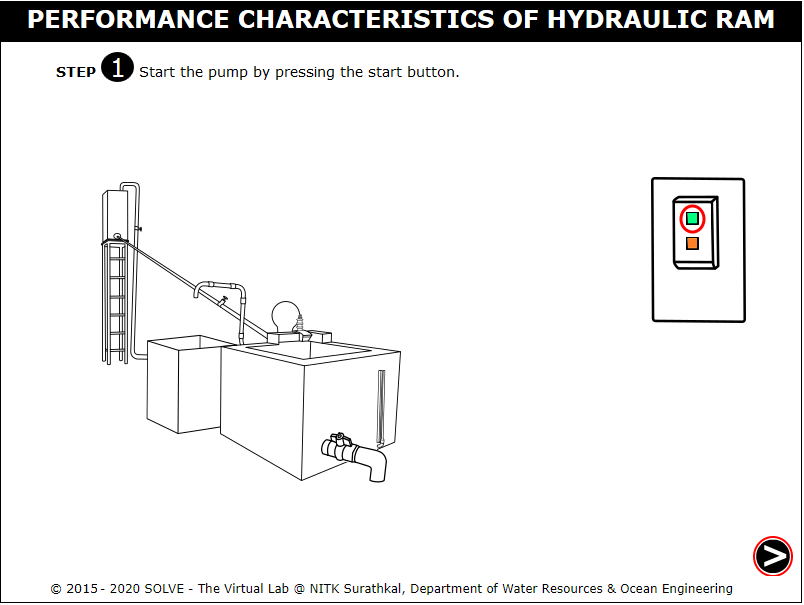 PERFORMANCE CHARACTERISTICS OF HYDRAULIC RAM
STEP 1 Start the pump by pressing the start button.
>
© 2015 - 2020 SOLVE - The Virtual Lab @ NITK Surathkal, Department of Water Resources & Ocean Engineering